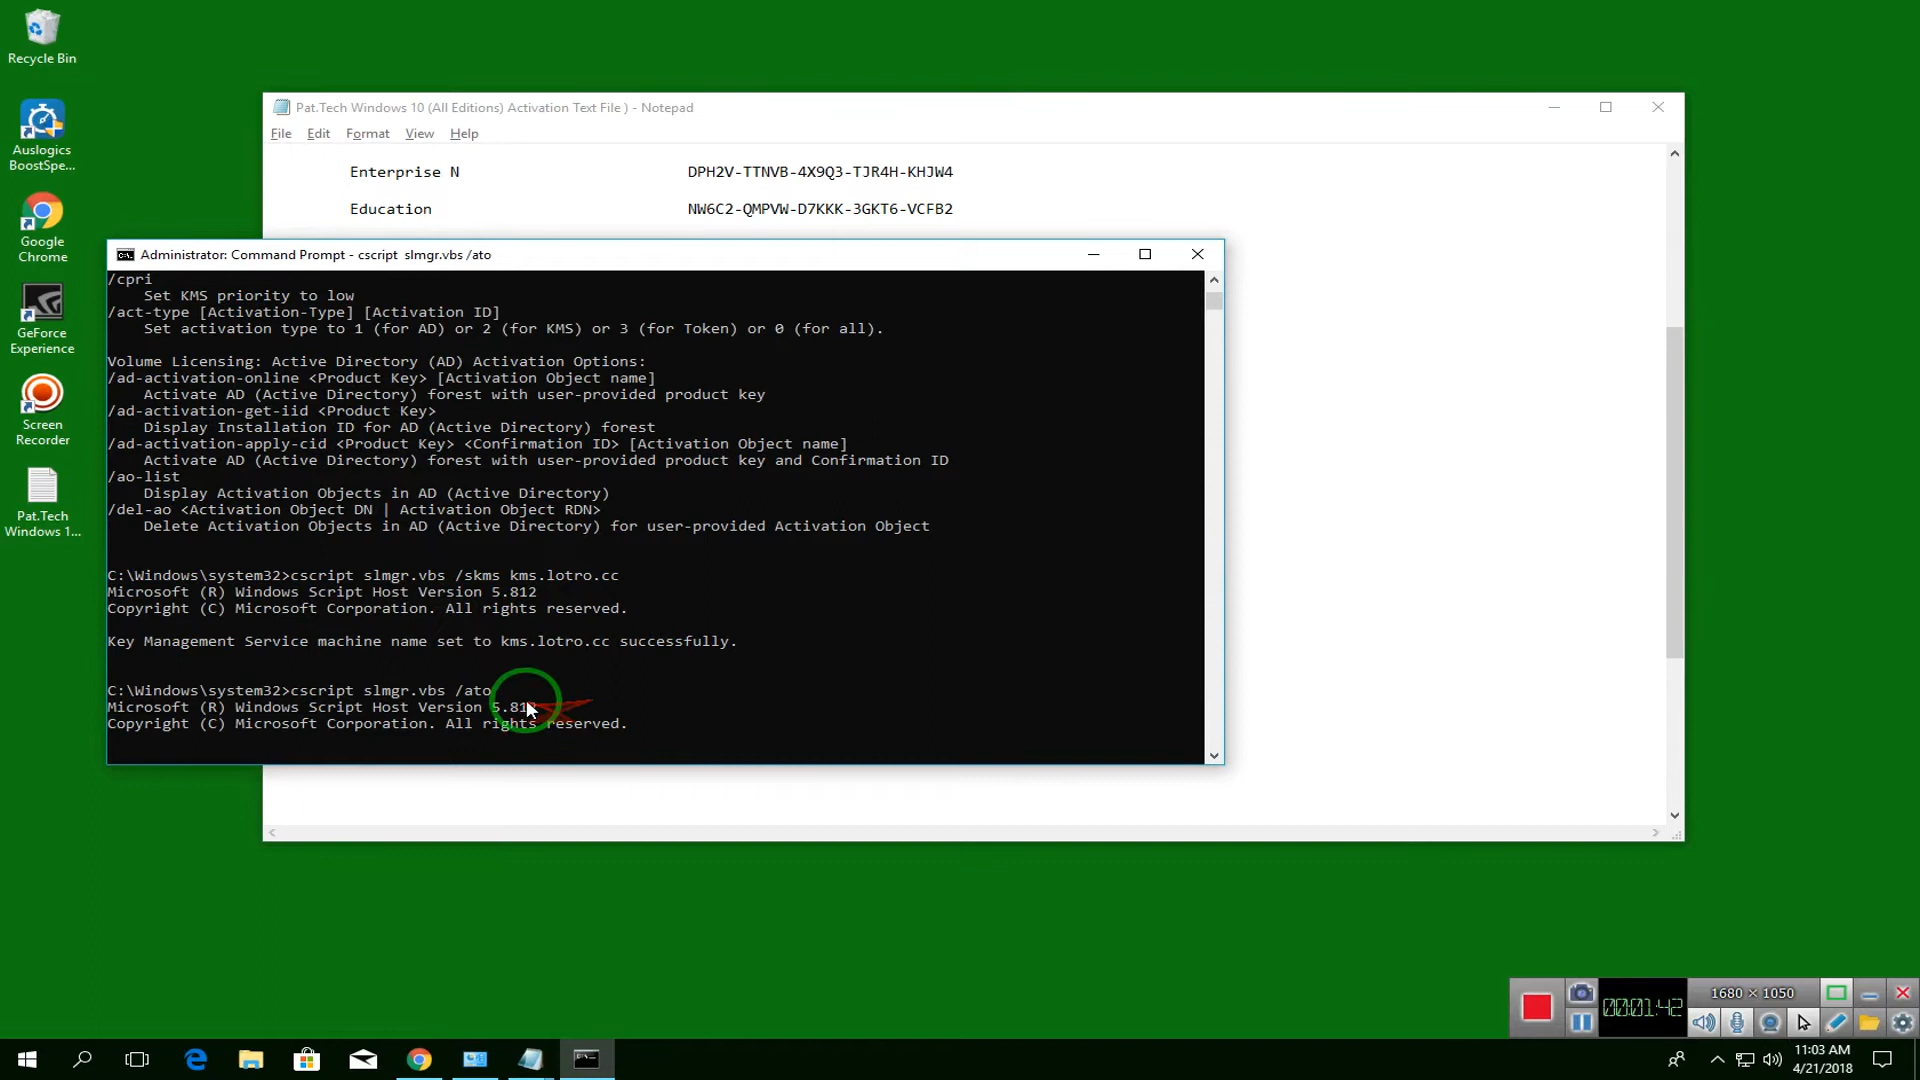 Recycle Bin
Auslogics
BoostSpe...
Google
Chrome
GeForce
Experience
Screen
Recorder
Pat.Tech
Windows 1...
Pat.Tech Windows 10 (All Editions) Activation Text File ) - Notepad
File Edit Format View Help
Enterprise N DPH2V-TTNVB-4X9Q3-TJR4H-KHJW4
Education NW6C2-QMPVW-D7KKK-3GKT6-VCFB2
Administrator: Command Prompt - cscript slmgr.vbs /ato
/cpri
Set KMS priority to low
/act-type [Activation-Type] [Activation ID]
Set activation type to 1 (for AD) or 2 (for KMS) or 3 (for Token) or 0 (for all).
Volume Licensing: Active Directory (AD) Activation Options:
/ad-activation-online <Product Key> [Activation Object name]
Activate AD (Active Directory) forest with user-provided product key
/ad-activation-get-iid <Product Key>
Display Installation ID for AD (Active Directory) forest
/ad-activation-apply-cid <Product Key> <Confirmation ID> [Activation Object name]
Activate AD (Active Directory) forest with user-provided product key and Confirmation ID
/ao-list
Display Activation Objects in AD (Active Directory)
/del-ao <Activation Object DN | Activation Object RDN>
Delete Activation Objects in AD (Active Directory) for user-provided Activation Object
C:\Windows\system32>cscript slmgr.vbs /skms kms.lotro.cc
Microsoft (R) Windows Script Host Version 5.812
Copyright (C) Microsoft Corporation. All rights reserved.
Key Management Service machine name set to kms.lotro.cc successfully.
C:\Windows\system32>cscript slmgr.vbs /ato
Microsoft (R) Windows Script Host Version 5.812
Copyright (C) Microsoft Corporation. All rights reserved.
00:01:42
1680 × 1050
11:03 AM
4/21/2018